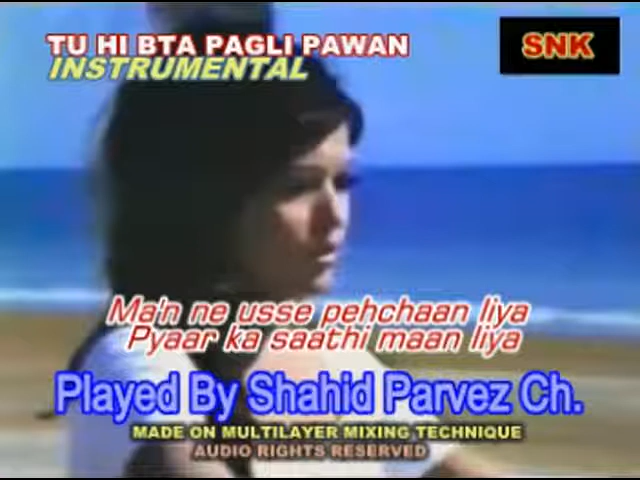 TU HI BTA PAGLI PAWAN
INSTRUMENTAL
SNK
Ma'n ne usse pehchaan liya
Pyaar ka saathi maan liya
Played By Shahid Parvez Ch.
MADE ON MULTILAYER MIXING TECHNIQUE
AUDIO RIGHTS RESERVED